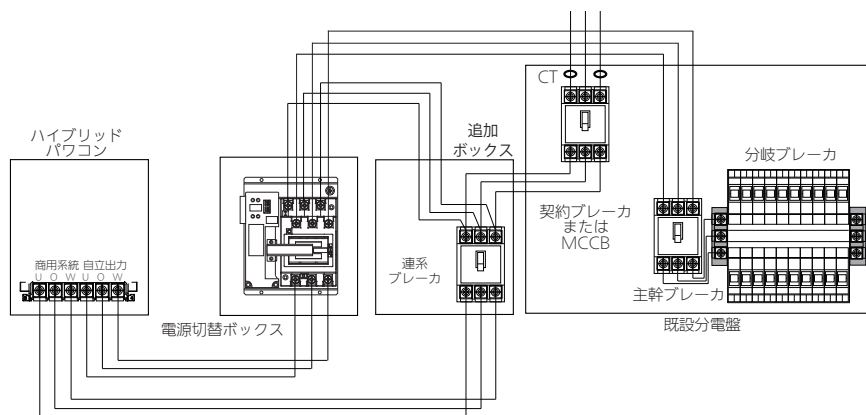 ハイブリッド
パワコン
商用系統 自立出力
U O W U O W
電源切替ボックス
追加
ボックス
連系
ブレーカ
CT
契約ブレーカ
または
MCCB
分岐ブレーカ
主幹ブレーカ
既設分電盤